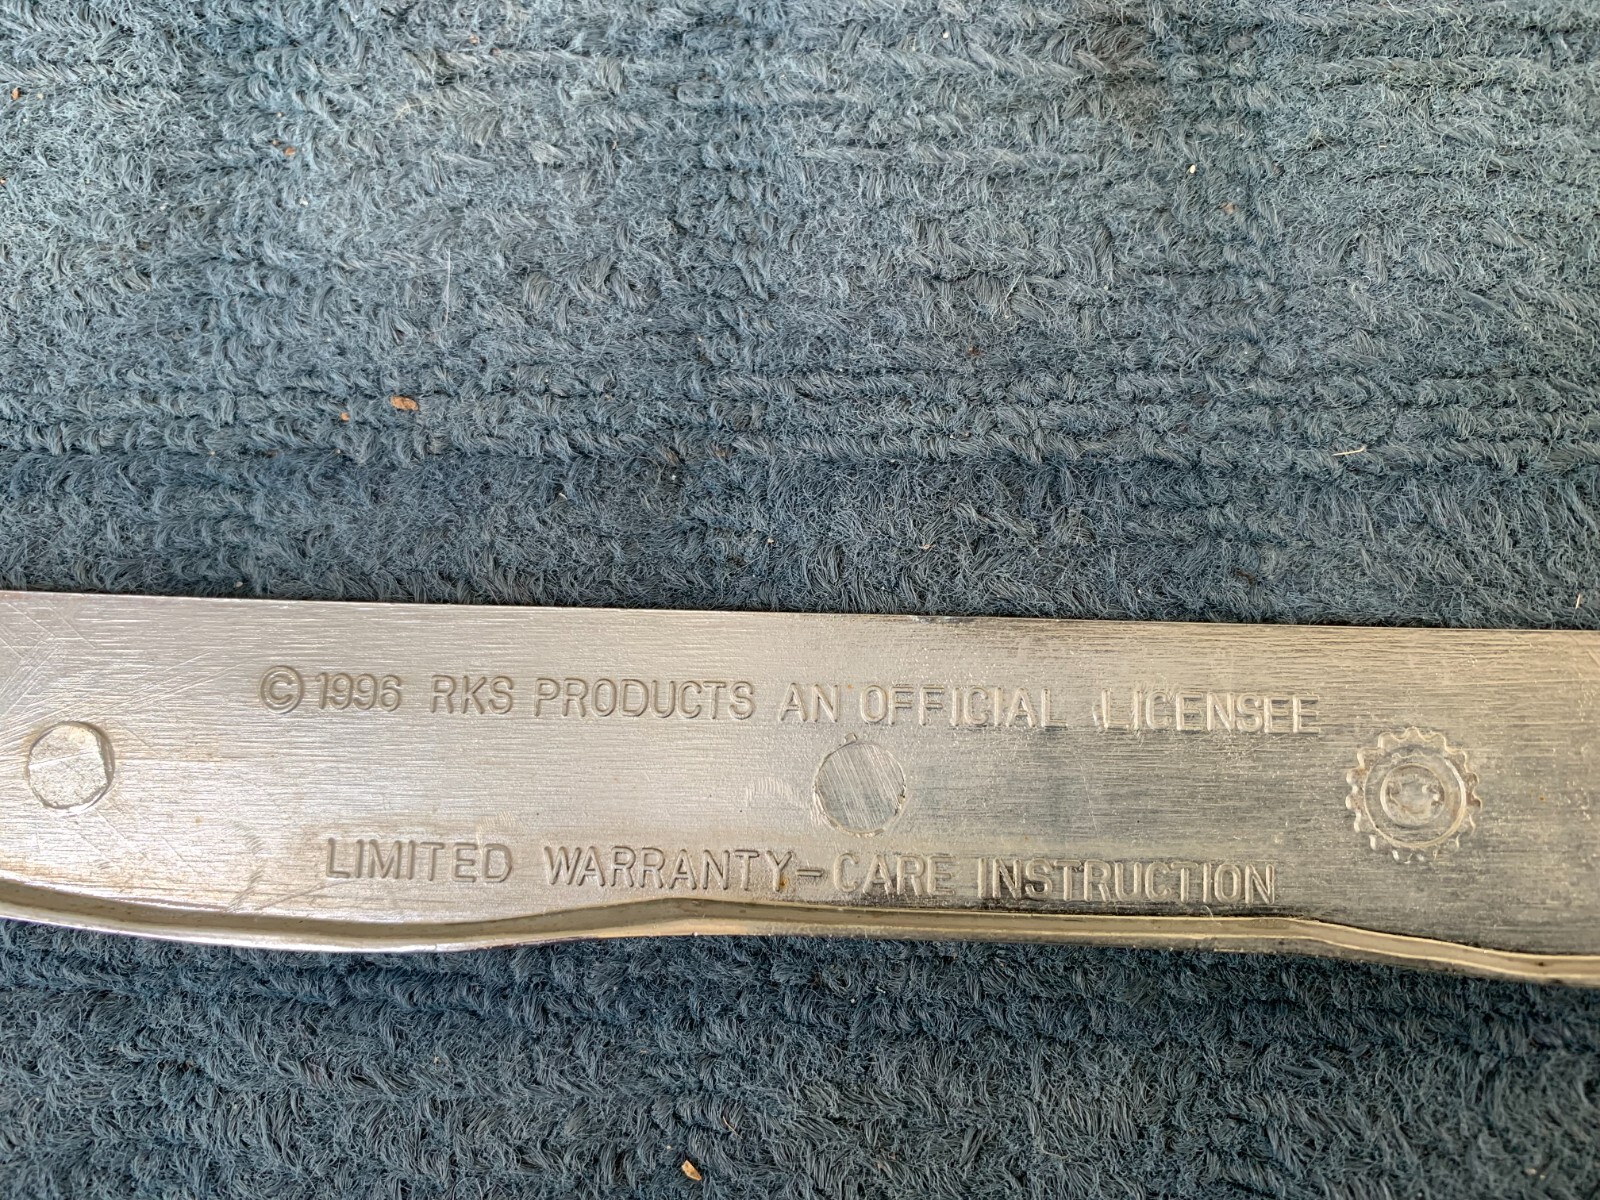 © 1996 RKS PRODUCTS AN OFFICIAL LICENSEE
LIMITED WARRANTY-CARE INSTRUCTION